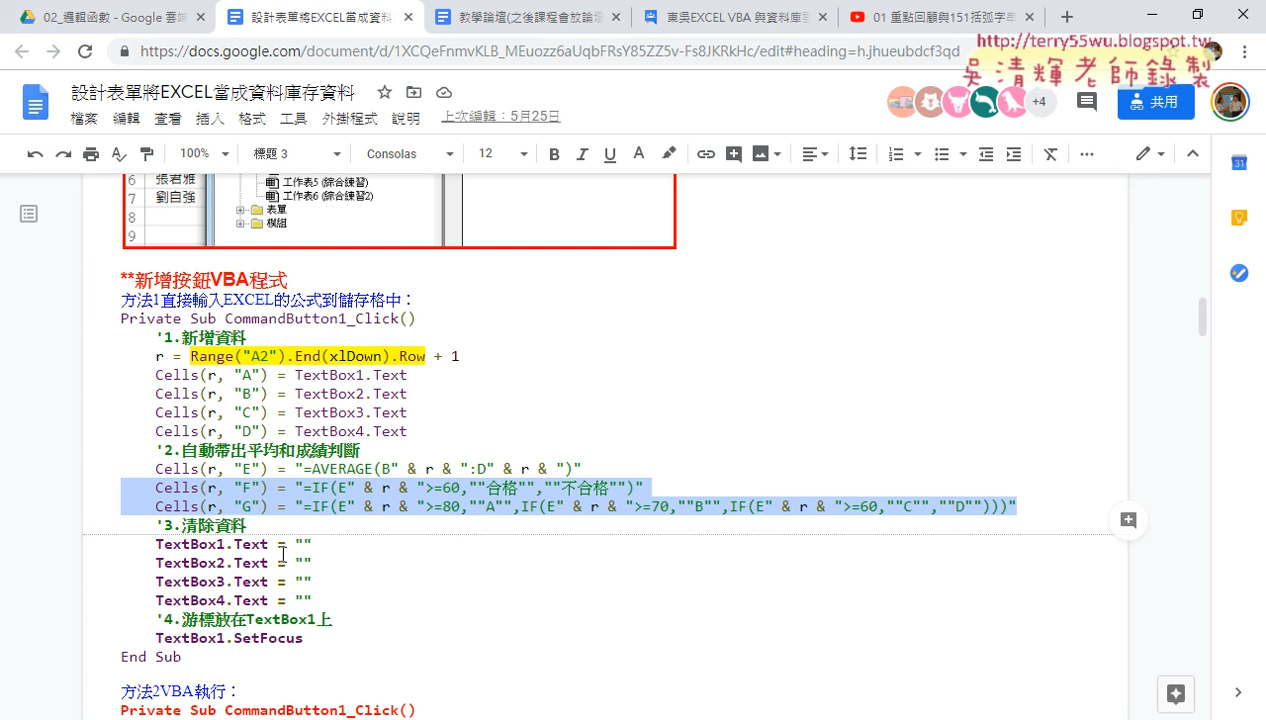 02_邏輯函數 - Google 雲端
設計表單將EXCEL當成資料
教學論壇(之後課程會放論壇
東吳EXCEL VBA 與資料庫
01 重點回顧與151括弧字串
https://docs.google.com/document/d/1XCQeFnmvKLB_MEuozz6aUqbFRsY85ZZ5v-Fs8JKRkHc/edit#heading=h.jhueubdcf3qd
http://terry55wu.blogspot.tw
吳清輝老師錄製
設計表單將EXCEL當成資料庫存資料
+4
共用
檔案 編輯 查看 插入 格式 工具 外掛程式 說明 上次編輯：5月25日
100% 標題 3 Consolas 12 B I U A
31
6 張君雅
7 劉自強
8
9
工作表5 (綜合練習)
工作表6 (綜合練習2)
表單
模組
**新增按鈕VBA程式
方法1直接輸入EXCEL的公式到儲存格中：
Private Sub CommandButton1_Click()
'1.新增資料
r = Range("A2").End(xlDown).Row + 1
Cells(r, "A") = TextBox1.Text
Cells(r, "B") = TextBox2.Text
Cells(r, "C") = TextBox3.Text
Cells(r, "D") = TextBox4.Text
'2.自動帶出平均和成績判斷
Cells(r, "E") = "=AVERAGE(B" & r & ":D" & r & ")"
Cells(r, "F") = "=IF(E" & r & ">=60,""合格"",""不合格"")"
Cells(r, "G") = "=IF(E" & r & ">=80,""A"",IF(E" & r & ">=70,""B"",IF(E" & r & ">=60,""C"",""D"")))"
'3.清除資料
TextBox1.Text = ""
TextBox2.Text = ""
TextBox3.Text = ""
TextBox4.Text = ""
'4.游標放在TextBox1上
TextBox1.SetFocus
End Sub
方法2VBA執行：
Private Sub CommandButton1_Click()